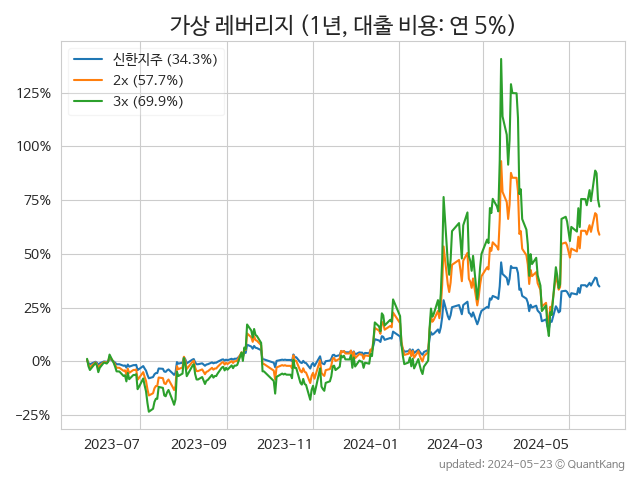 가상 레버리지 (1년, 대출 비용: 연 5%)
신한지주 (34.3%)
2x (57.7%)
3x (69.9%)
125%
100%
75%
50%
25%
0%
−25%
2023−07 2023−09 2023−11 2024−01 2024−03 2024−05
updated: 2024-05-23 © QuantKang